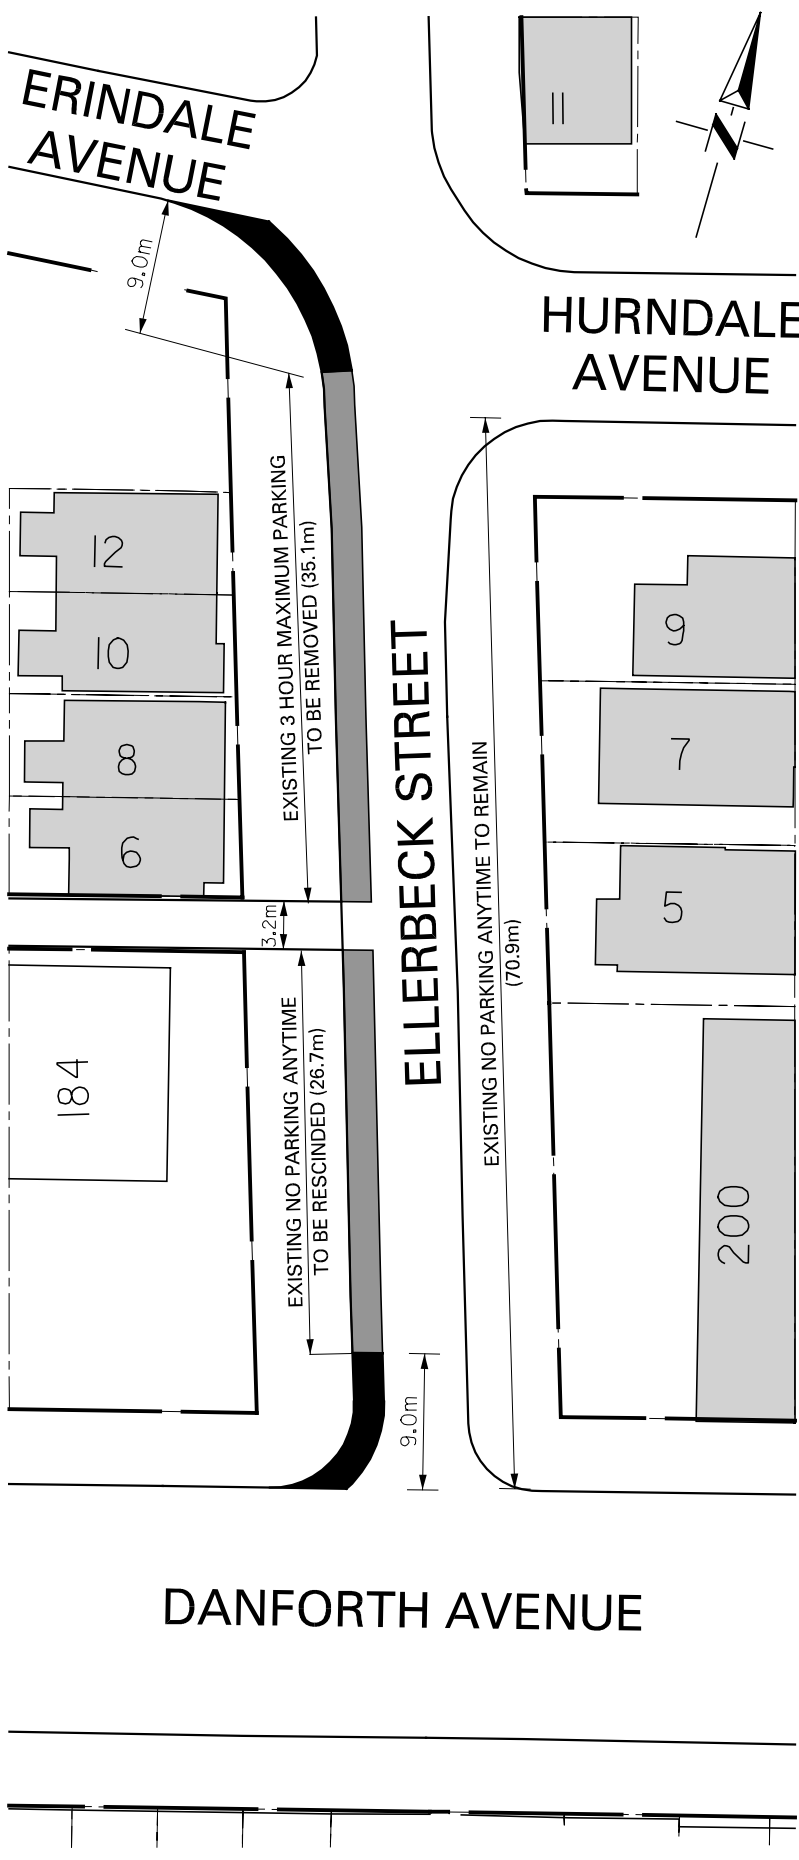 ERINDALE
AVENUE
11
N
9.0m
HURNDALE
AVENUE
EXISTING 3 HOUR MAXIMUM PARKING
TO BE REMOVED (35.1m)
12
10
8
6
9
7
5
ELLERBECK STREET
EXISTING NO PARKING ANYTIME TO REMAIN
(70.9m)
3.2m
EXISTING NO PARKING ANYTIME
TO BE RESCINDED (26.7m)
184
200
9.0m
DANFORTH AVENUE